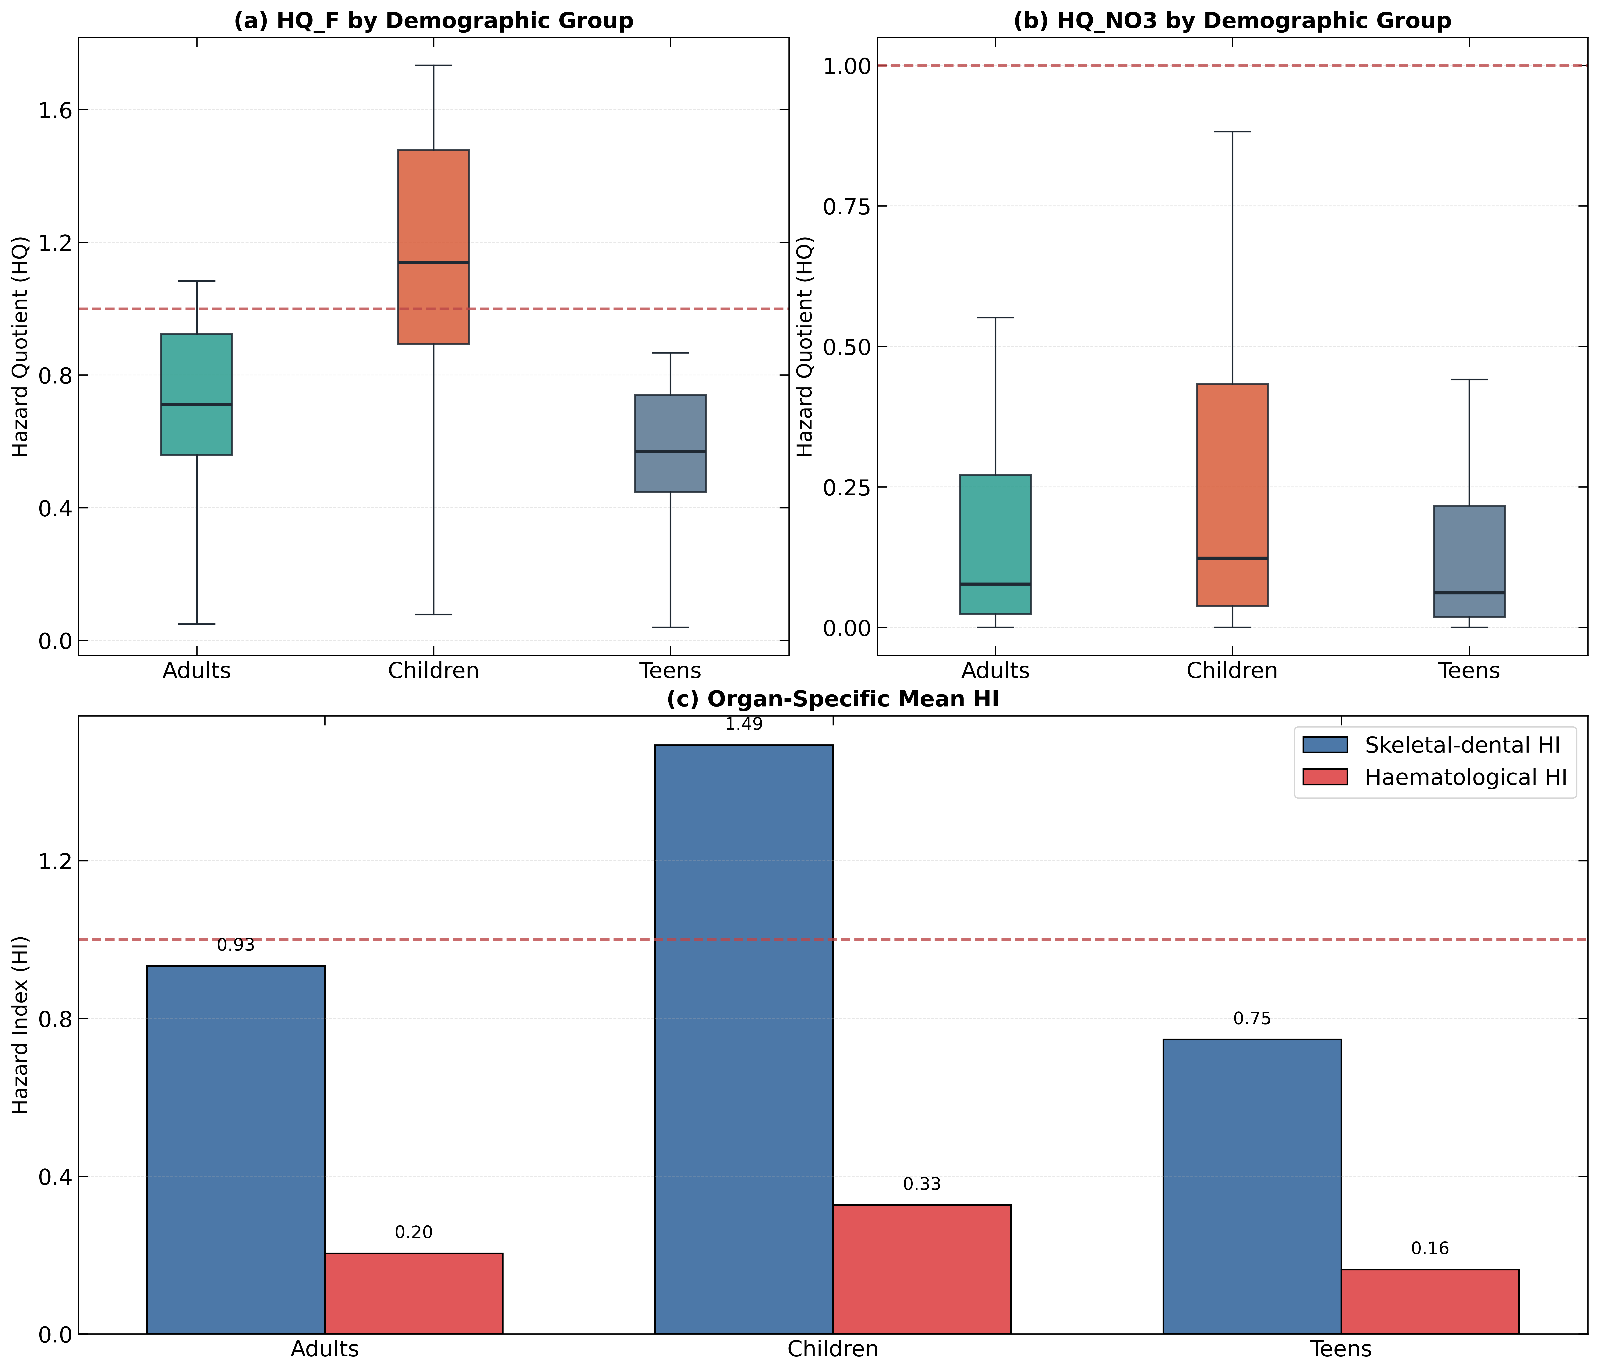 (a) HQ_F by Demographic Group
Hazard Quotient (HQ)
1.6
1.2
0.8
0.4
0.0
Adults
Children
Teens
(b) HQ_NO3 by Demographic Group
Hazard Quotient (HQ)
1.00
0.75
0.50
0.25
0.00
Adults
Children
Teens
(c) Organ-Specific Mean HI
Hazard Index (HI)
1.2
0.8
0.4
0.0
Skeletal-dental HI
Haematological HI
0.93
0.20
1.49
0.33
0.75
0.16
Adults
Children
Teens